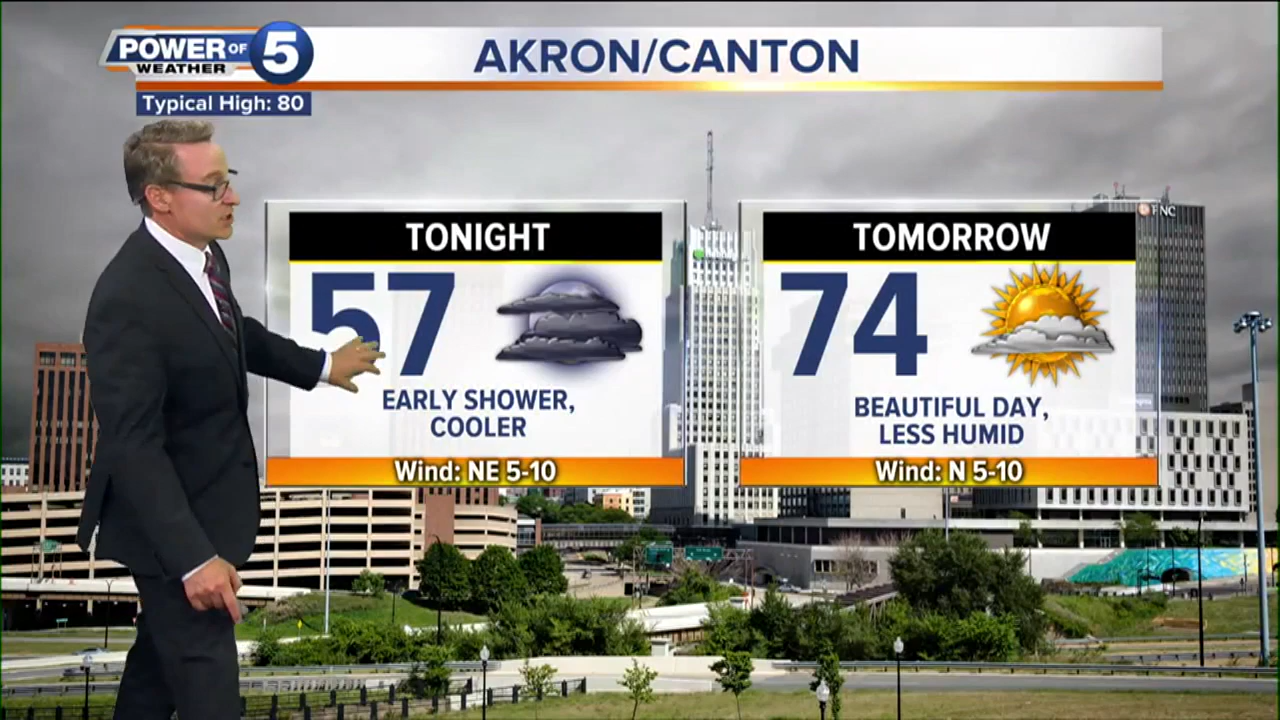 POWER OF 5
WEATHER
AKRON/CANTON
Typical High: 80
TONIGHT
57
EARLY SHOWER,
COOLER
Wind: NE 5-10
TOMORROW
74
BEAUTIFUL DAY,
LESS HUMID
Wind: N 5-10
PNC